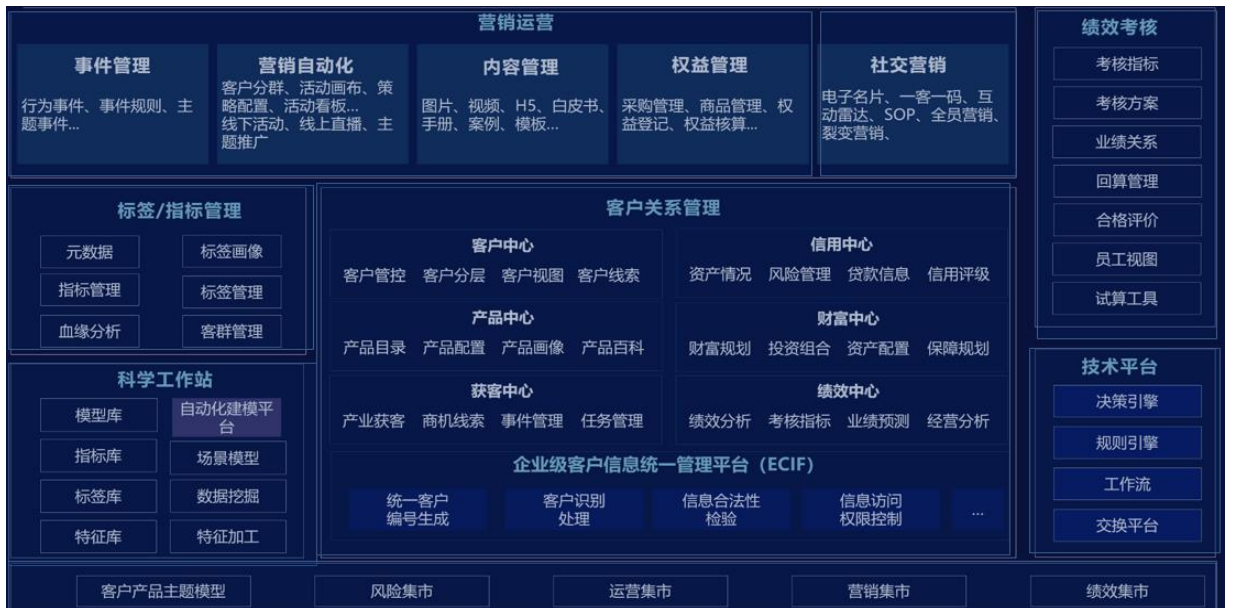 营销运营
事件管理
行为事件、事件规则、主
题事件...
营销自动化
客户分群、活动画布、策
略配置、活动看板...
线下活动、线上直播、主
题推广
内容管理
图片、视频、H5、白皮书、
手册、案例、模板...
权益管理
采购管理、商品管理、权
益登记、权益核算...
社交营销
电子名片、一客一码、互
动雷达、SOP、全员营销、
裂变营销、
绩效考核
考核指标
考核方案
业绩关系
回算管理
合格评价
员工视图
试算工具
标签/指标管理
元数据 标签画像
指标管理 标签管理
血缘分析 客群管理
客户关系管理
客户中心
客户管控 客户分层 客户视图 客户线索
信用中心
资产情况 风险管理 贷款信息 信用评级
产品中心
产品目录 产品配置 产品画像 产品百科
财富中心
财富规划 投资组合 资产配置 保障规划
获客中心
产业获客 商机线索 事件管理 任务管理
绩效中心
绩效分析 考核指标 业绩预测 经营分析
企业级客户信息统一管理平台（ECIF）
统一客户
编号生成
客户识别
处理
信息合法性
检验
信息访问
权限控制
...
科学工作站
模型库
自动化建模平
台
指标库 场景模型
标签库 数据挖掘
特征库 特征加工
技术平台
决策引擎
规则引擎
工作流
交换平台
客户产品主题模型 风险集市 运营集市 营销集市 绩效集市